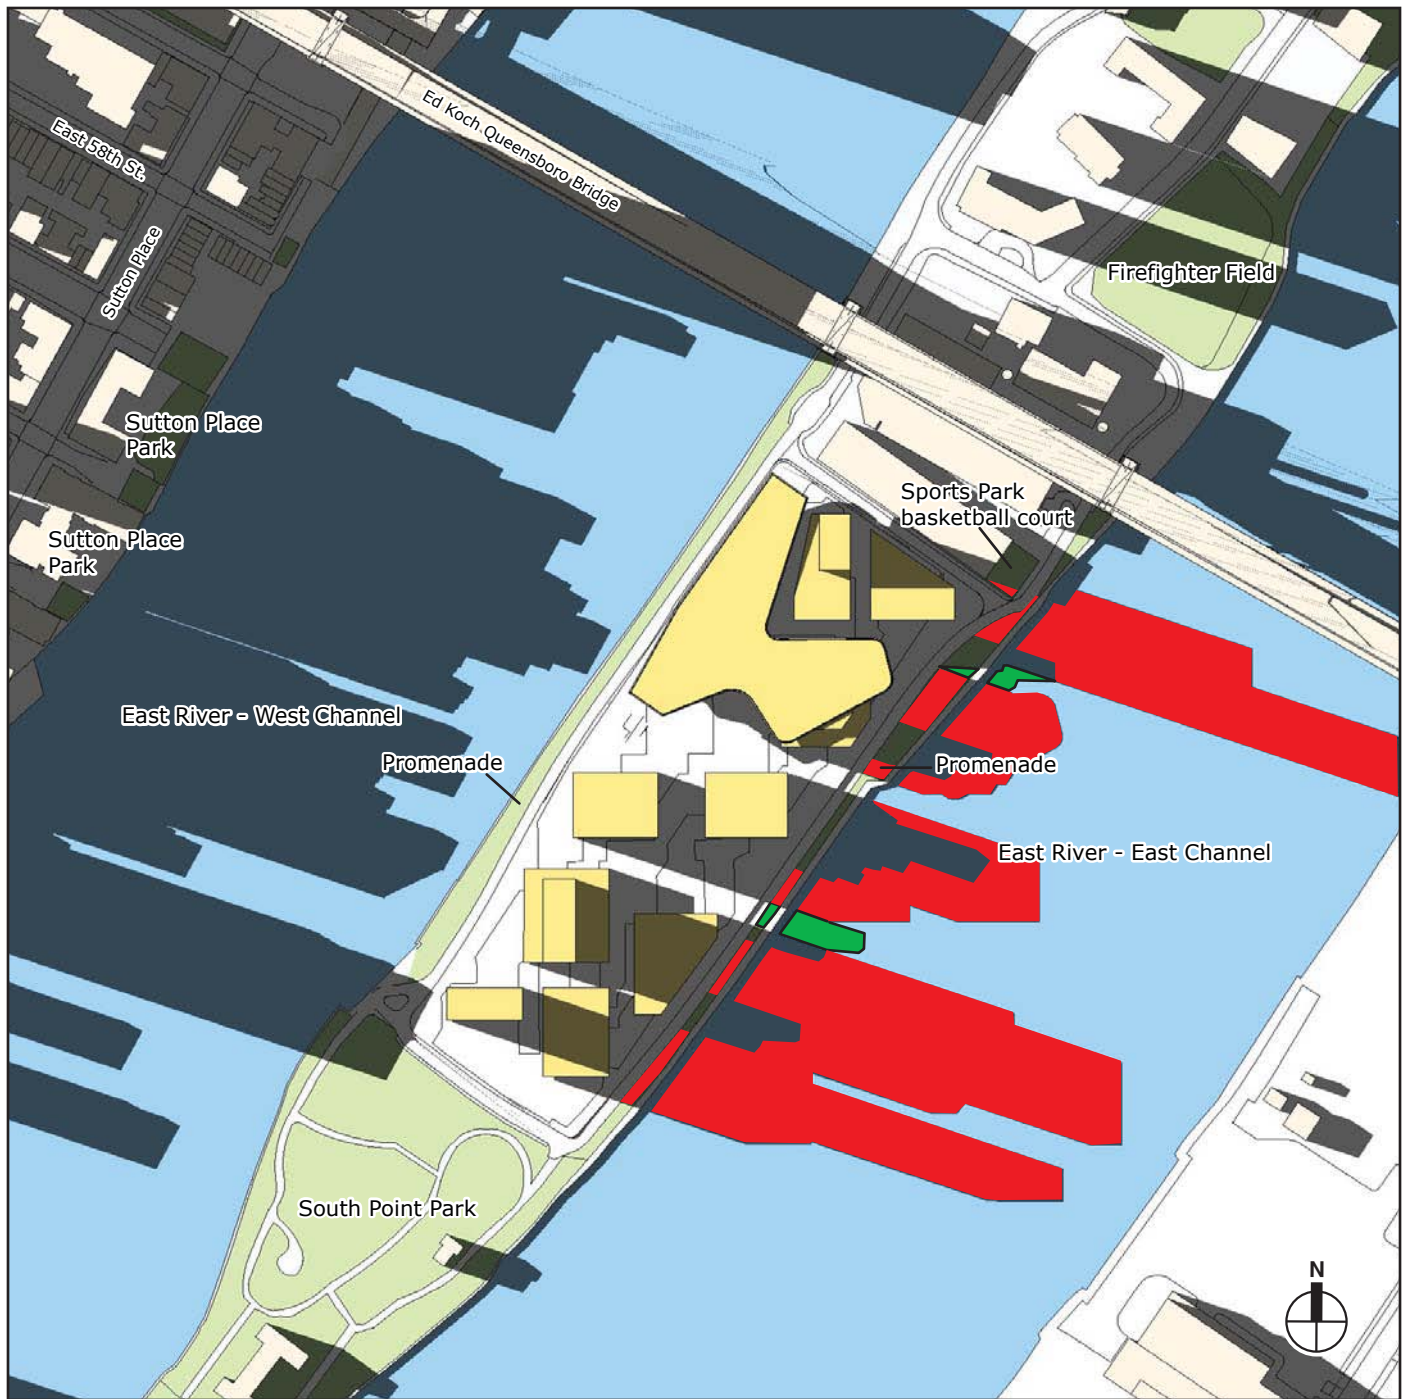 Ed Koch Queensboro Bridge
East 58th St.
Sutton Place
Firefighter Field
Sutton Place
Park
Sports Park
basketball court
Sutton Place
Park
East River - West Channel
Promenade
Promenade
East River - East Channel
South Point Park
N